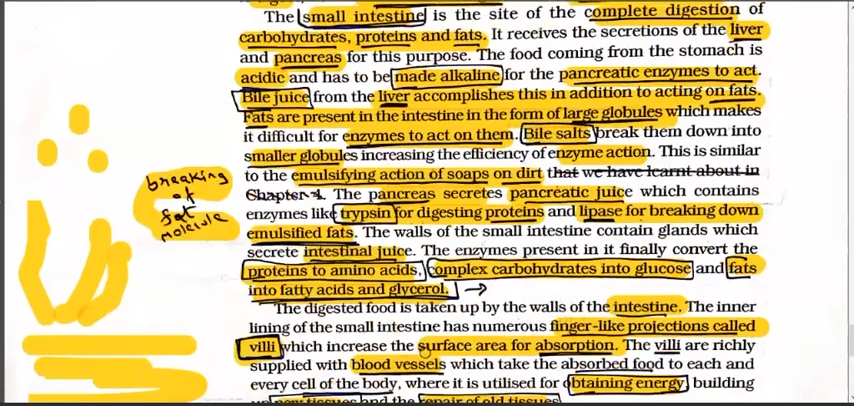 The small intestine is the site of the complete digestion of
carbohydrates, proteins and fats. It receives the secretions of the liver
and pancreas for this purpose. The food coming from the stomach is
acidic and has to be made alkaline for the pancreatic enzymes to act.
Bile juice from the liver accomplishes this in addition to acting on fats.
Fats are present in the intestine in the form of large globules which makes
it difficult for enzymes to act on them. Bile salts break them down into
smaller globules increasing the efficiency of enzyme action. This is similar
to the emulsifying action of soaps on dirt that we have learnt about in
Chapter 4. The pancreas secretes pancreatic juice which contains
enzymes like trypsin for digesting proteins and lipase for breaking down
emulsified fats. The walls of the small intestine contain glands which
secrete intestinal juice. The enzymes present in it finally convert the
proteins to amino acids, complex carbohydrates into glucose and fats
into fatty acids and glycerol.
The digested food is taken up by the walls of the intestine. The inner
lining of the small intestine has numerous finger-like projections called
villi which increase the surface area for absorption. The villi are richly
supplied with blood vessels which take the absorbed food to each and
every cell of the body, where it is utilised for obtaining energy, building
up new tissues and the repair of old tissues
breaking
of
fat
molecule